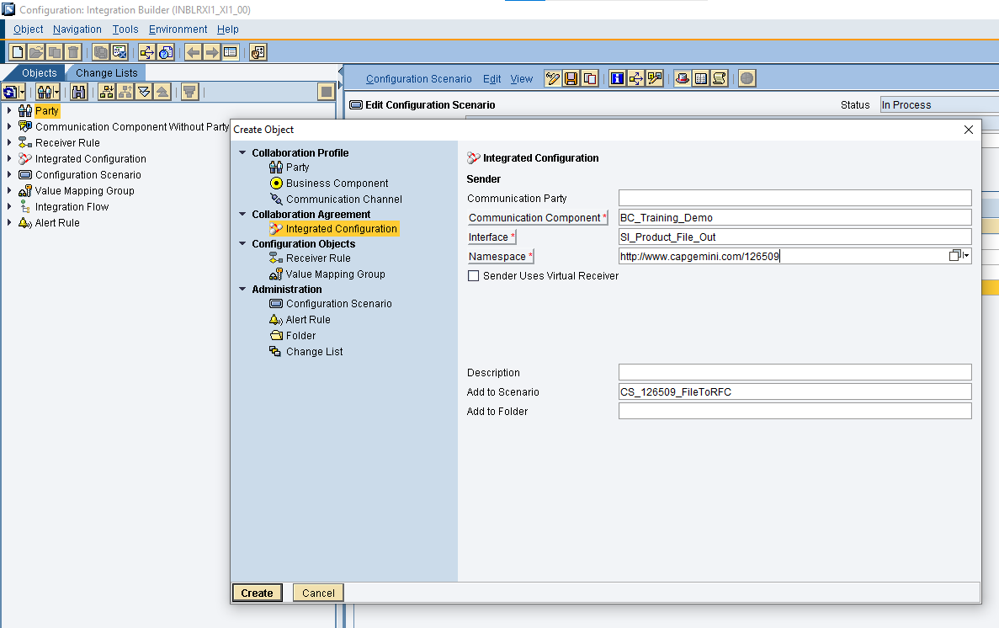 Configuration: Integration Builder (INBLRXI1_XI1_00)
Object Navigation Tools Environment Help
Objects Change Lists
Configuration Scenario Edit View
Party
Communication Component Without Party
Receiver Rule
Integrated Configuration
Configuration Scenario
Value Mapping Group
Integration Flow
Alert Rule
Edit Configuration Scenario
Status In Process
Create Object
Collaboration Profile
Party
Business Component
Communication Channel
Collaboration Agreement
Integrated Configuration
Configuration Objects
Receiver Rule
Value Mapping Group
Administration
Configuration Scenario
Alert Rule
Folder
Change List
Integrated Configuration
Sender
Communication Party
Communication Component * BC_Training_Demo
Interface * SI_Product_File_Out
Namespace * http://www.capgemini.com/126509
Sender Uses Virtual Receiver
Description
Add to Scenario CS_126509_FileToRFC
Add to Folder
Create Cancel